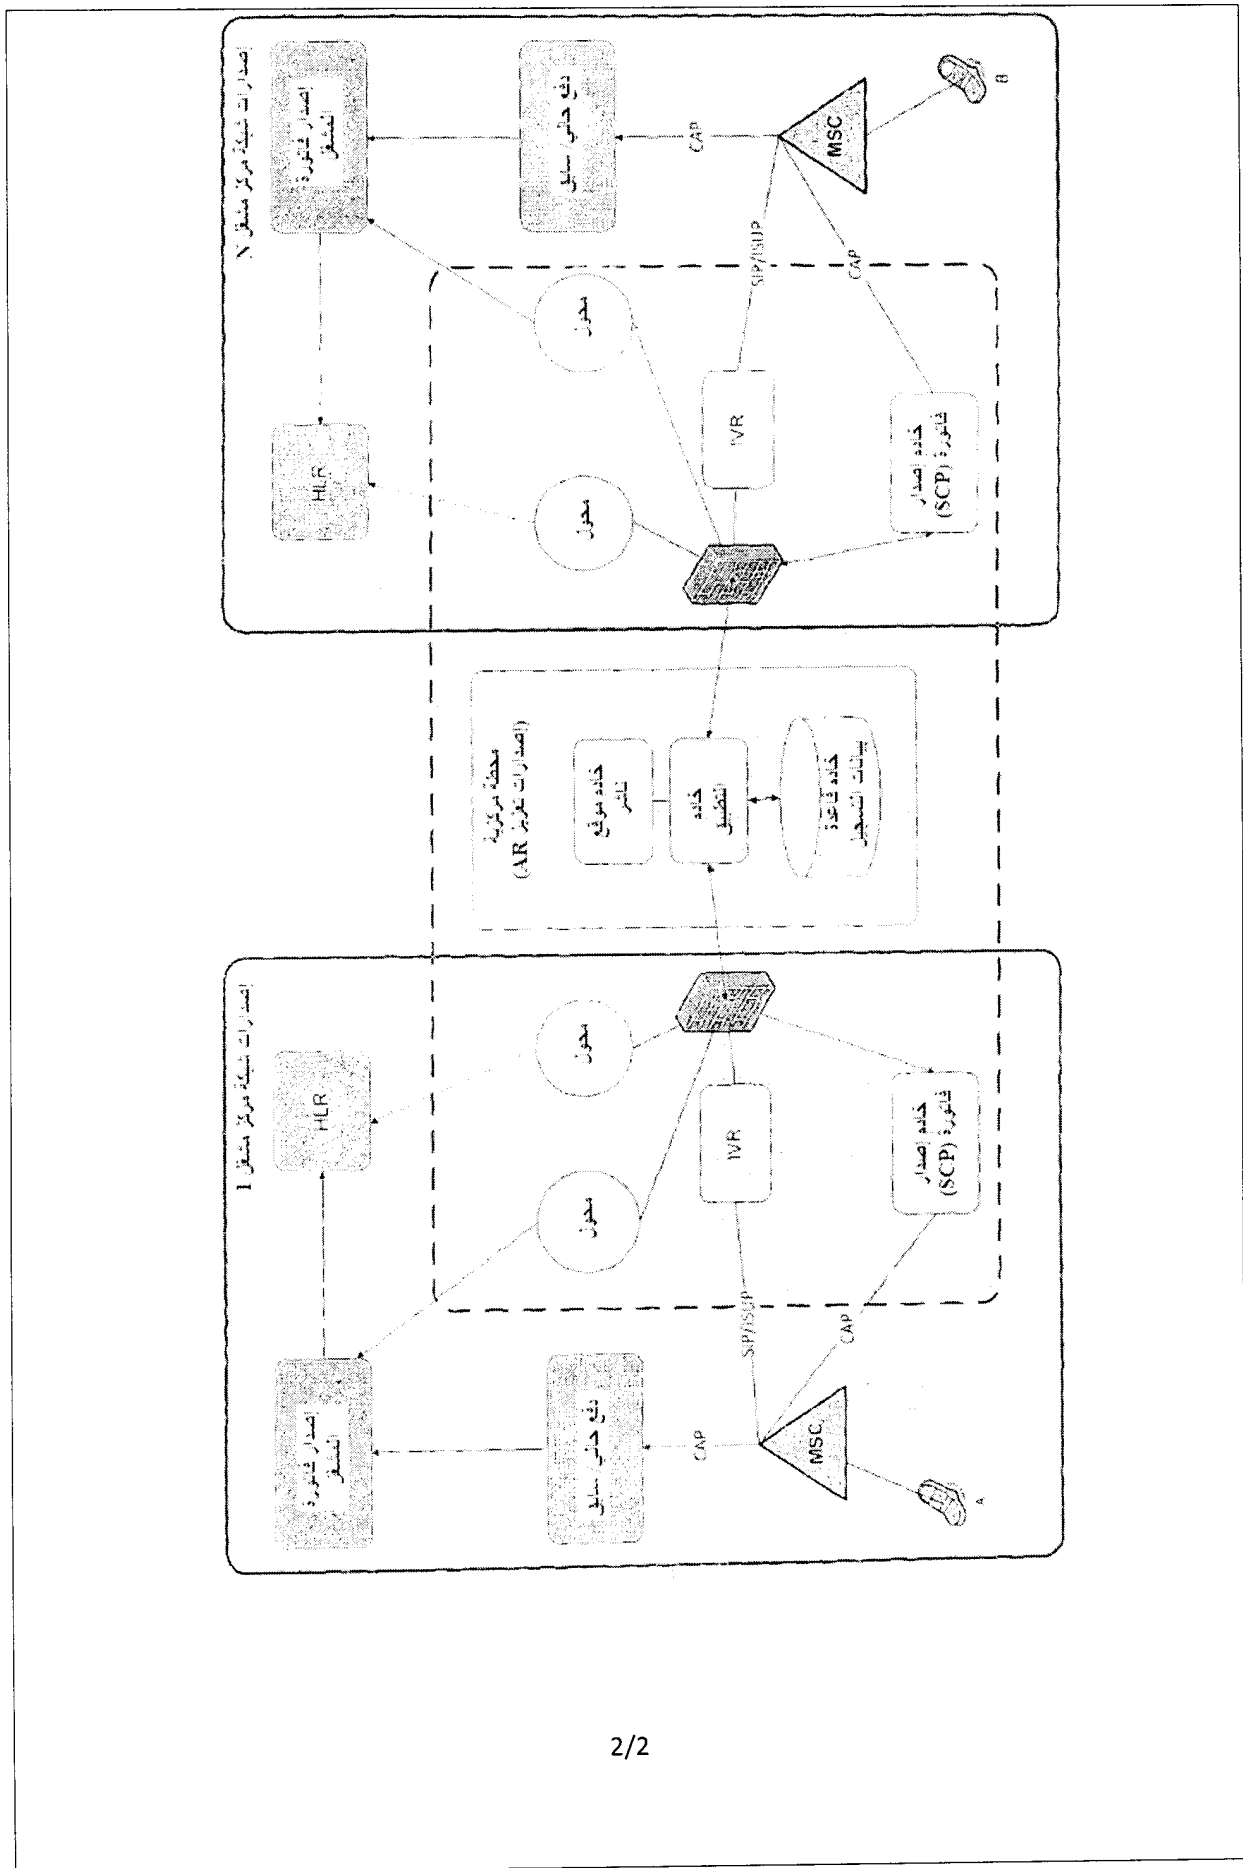 إصدارات شبكة مركز مشغل 1
إصدار فاتورة
المشغل
HLR
دفع حالي/ سابق
محول
محول
CAP
SIP/ISUP
IVR
MSC
CAP
خادم إصدار
فاتورة (SCP)
A
محطة مركزية
(إصدارات تعزيز AR)
خادم موقع
ناشر
خادم
التطبيق
خادم قاعدة
بيانات التسجيل
إصدارات شبكة مركز مشغل N
HLR
إصدار فاتورة
المشغل
محول
محول
دفع حالي/ سابق
IVR
SIP/ISUP
CAP
MSC
CAP
خادم إصدار
فاتورة (SCP)
B
2/2